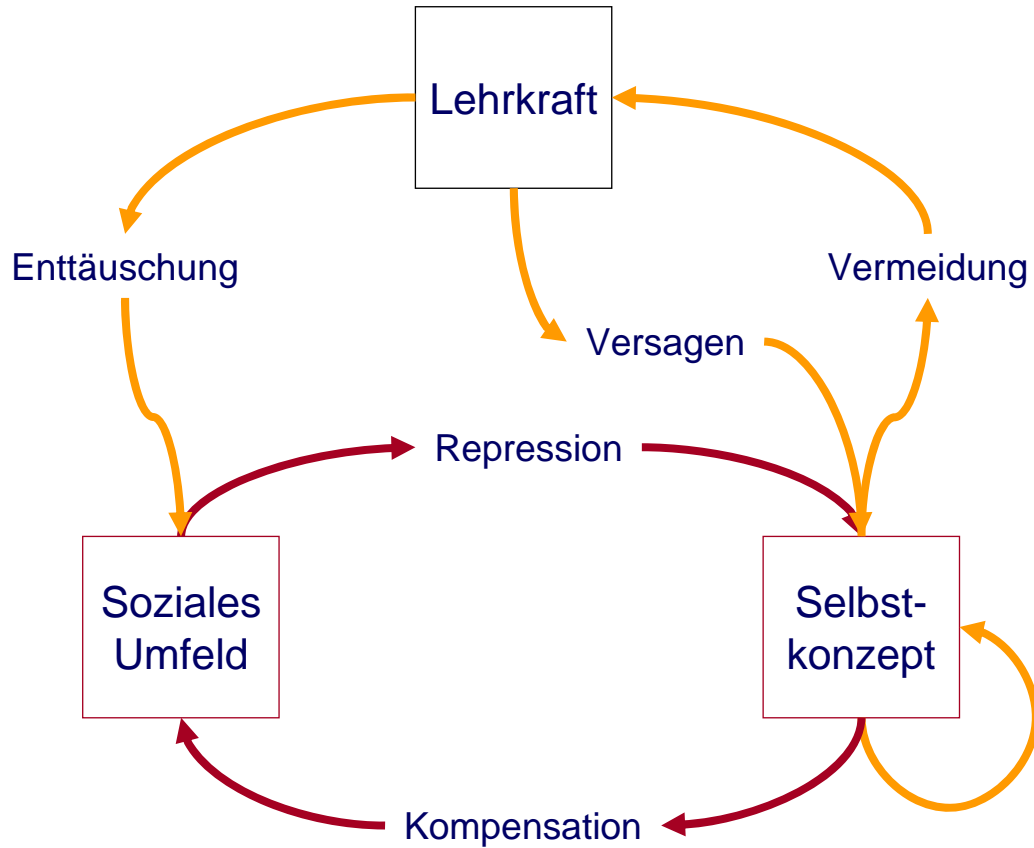 Lehrkraft
Enttäuschung
Vermeidung
Versagen
Repression
Soziales
Umfeld
Selbst-
konzept
Kompensation